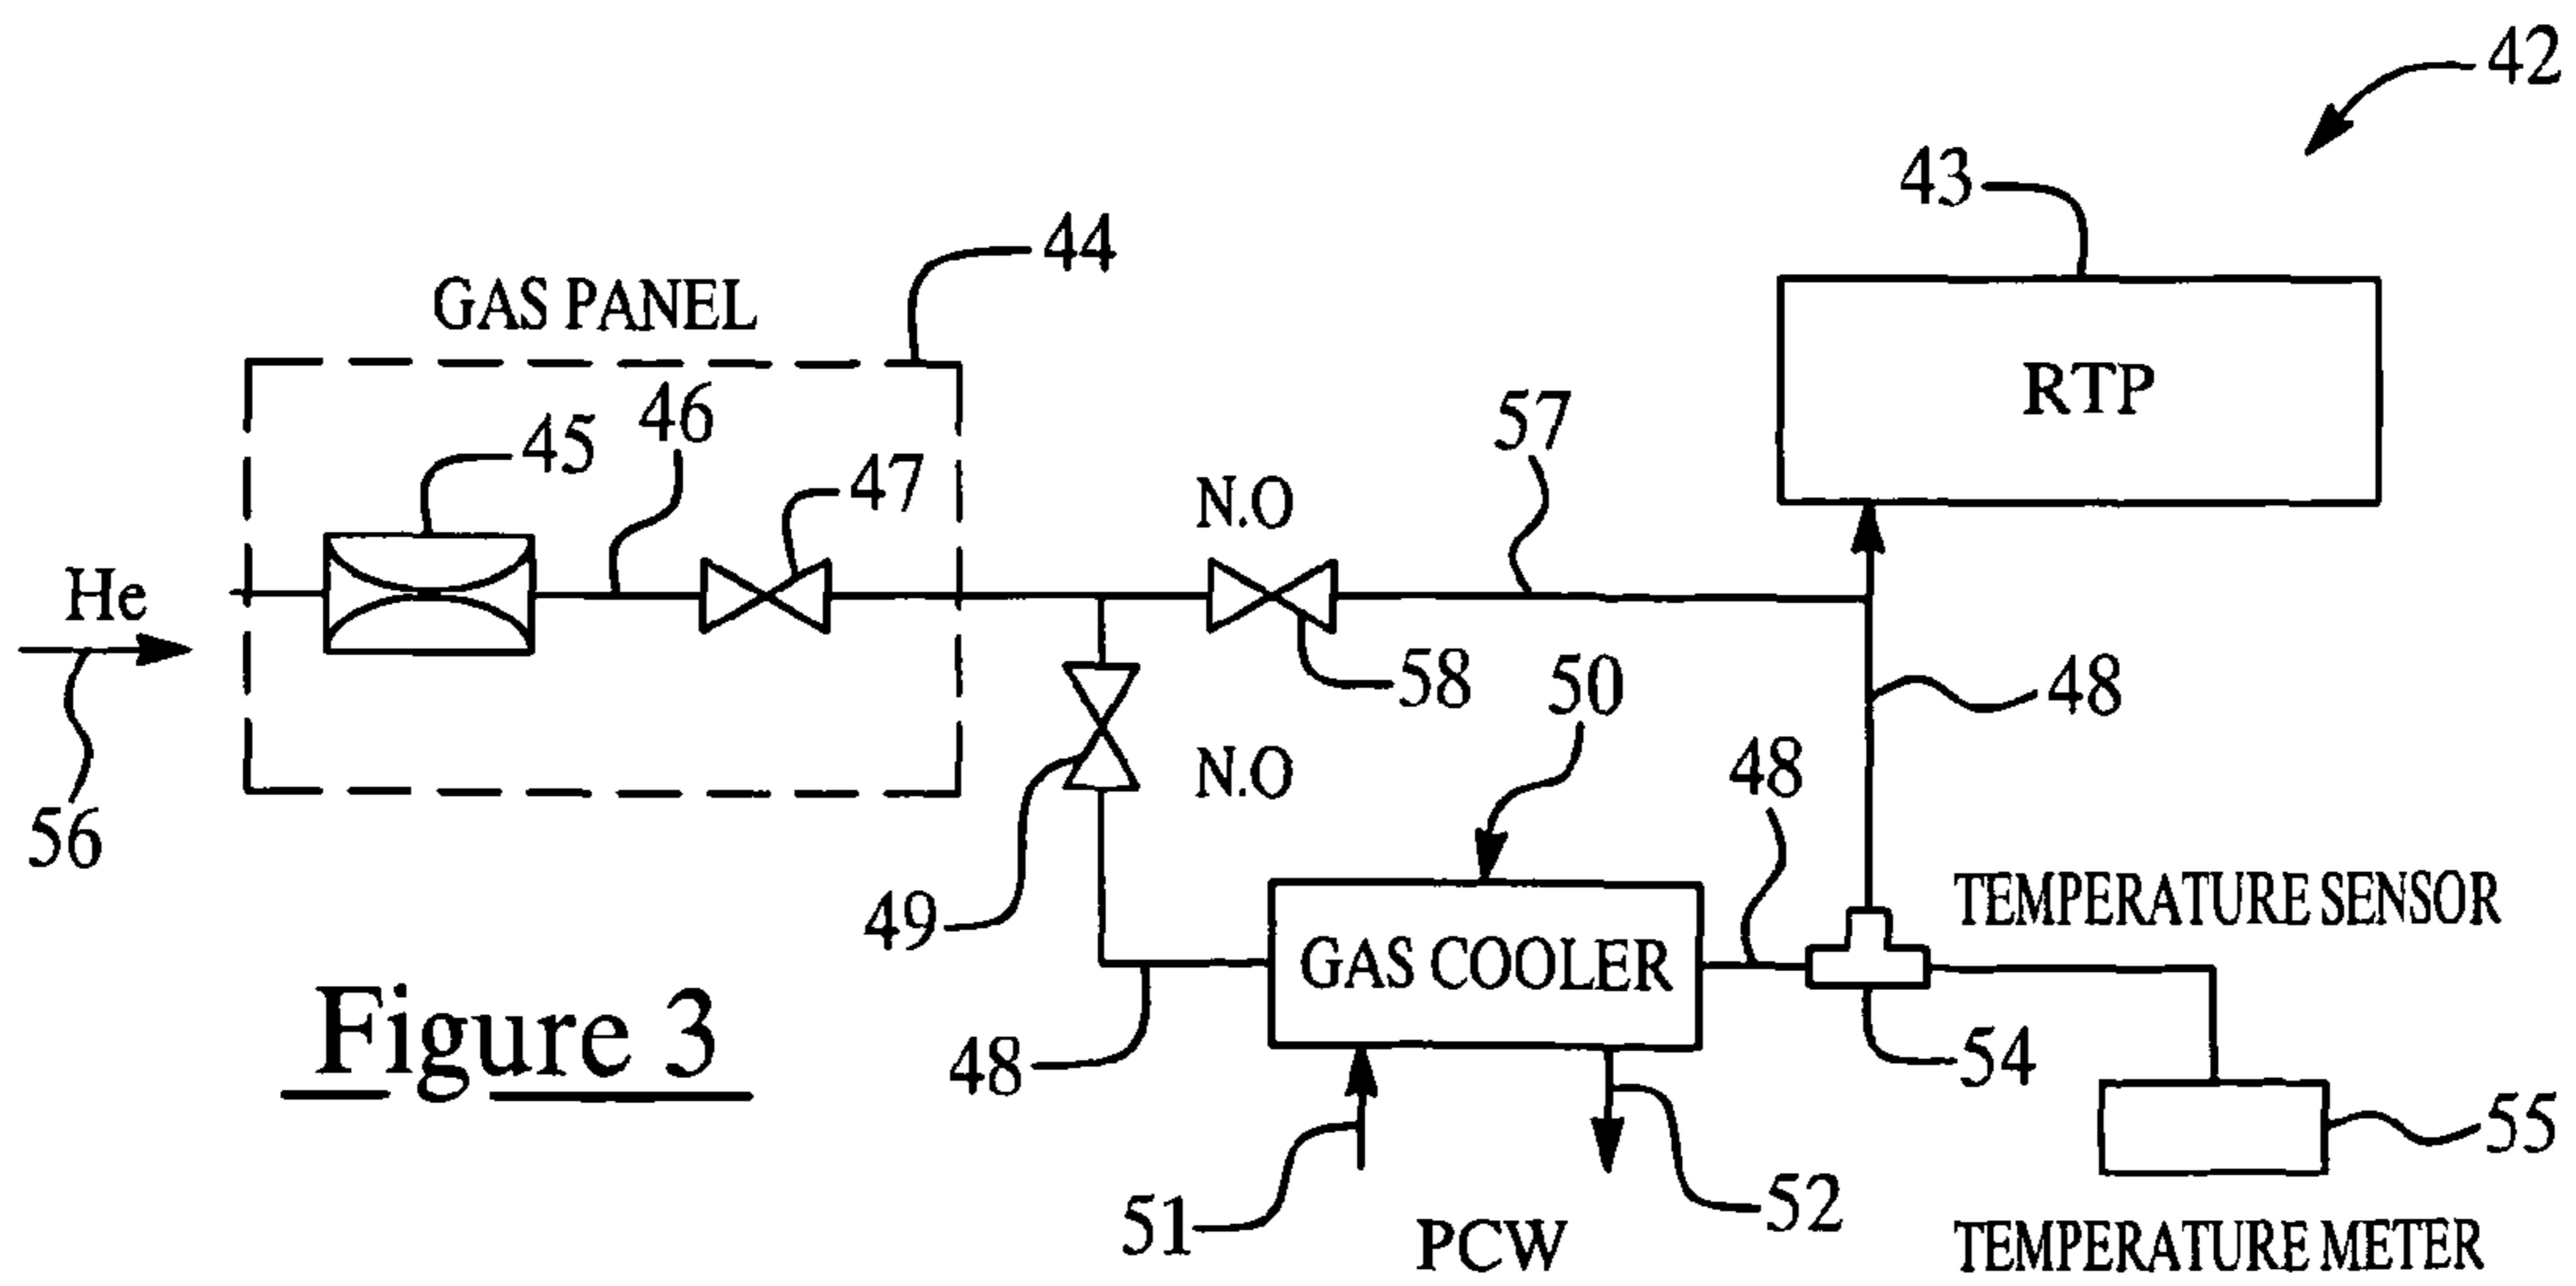 42
43
44
GAS PANEL
RTP
46
45
57
47
N.O
He
58
50
48
N.O
48
56
49
TEMPERATURE SENSOR
GAS COOLER
Figure 3
48
54
55
51
52
PCW
TEMPERATURE METER